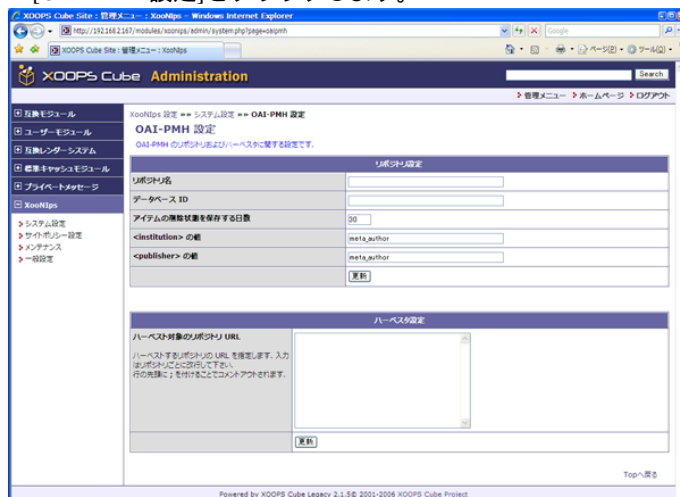 XOOPS Cube Site : 管理メニュー : XooNIps - Windows Internet Explorer
http://192.168.2.167/modules/xoonips/admin/system.php?page=oaipmh
Google
XOOPS Cube Site : 管理メニュー : XooNIps
ページ(P)
ツール(O)
XOOPS Cube Administration
Search
管理メニュー ホームページ ログアウト
互換モジュール
ユーザーモジュール
互換レンダーシステム
標準キャッシュモジュール
プライベートメッセージ
XooNIps
システム設定
サイトポリシー設定
メンテナンス
一般設定
XooNIps 設定 »» システム設定 »» OAI-PMH 設定
OAI-PMH 設定
OAI-PMH のリポジトリおよびハーベスタに関する設定です。
リポジトリ設定
リポジトリ名
データベース ID
アイテムの削除状態を保存する日数 30
<institution> の値 meta_author
<publisher> の値 meta_author
更新
ハーベスタ設定
ハーベスト対象のリポジトリ URL
ハーベストするリポジトリの URL を指定します. 入力
はリポジトリごとに改行して下さい.
行の先頭に ; を付けることでコメントアウトされます.
更新
Topへ戻る
Powered by XOOPS Cube Legacy 2.1.5© 2001-2006 XOOPS Cube Project